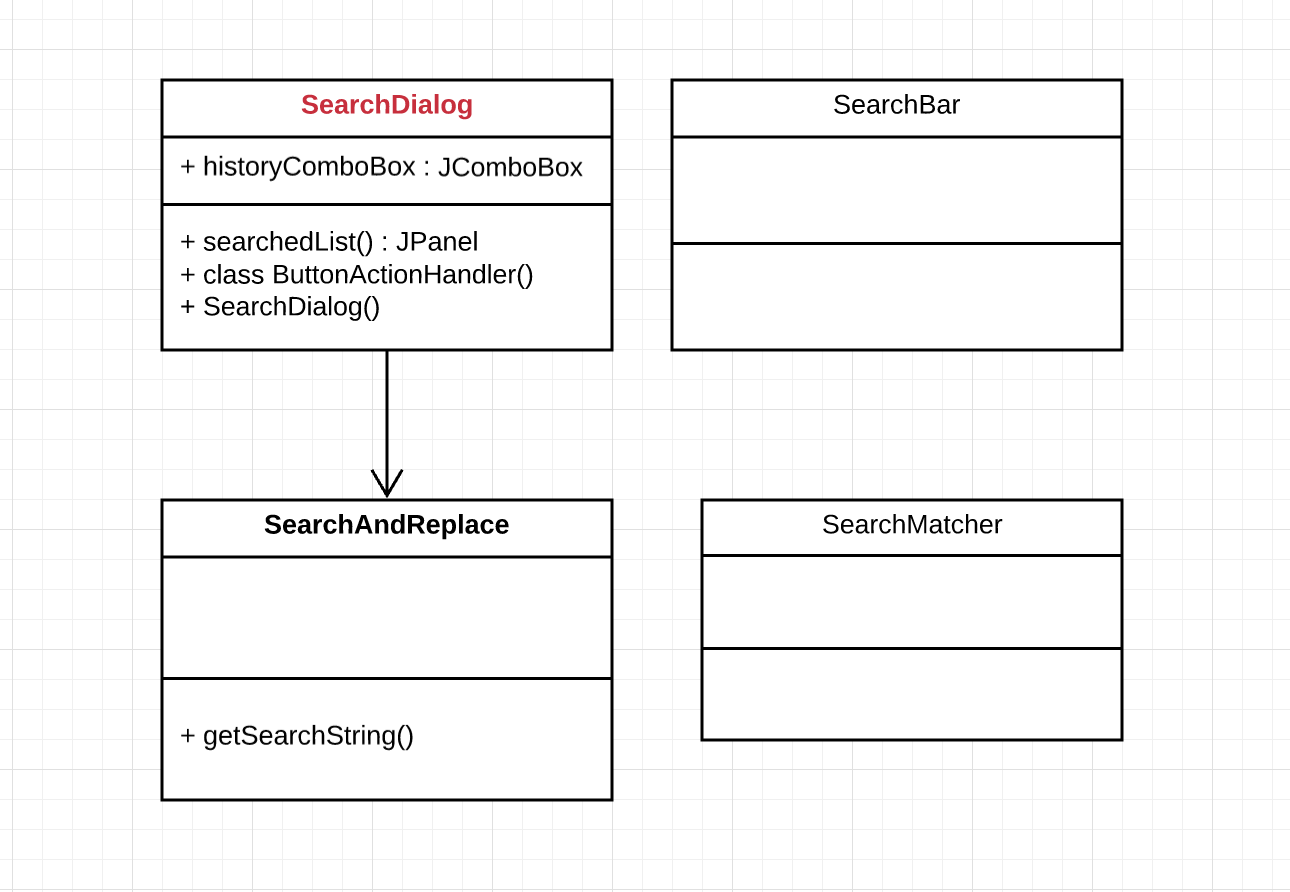 SearchDialog
+ historyComboBox : JComboBox
+ searchedList() : JPanel
+ class ButtonActionHandler()
+ SearchDialog()
SearchBar
SearchAndReplace
+ getSearchString()
SearchMatcher